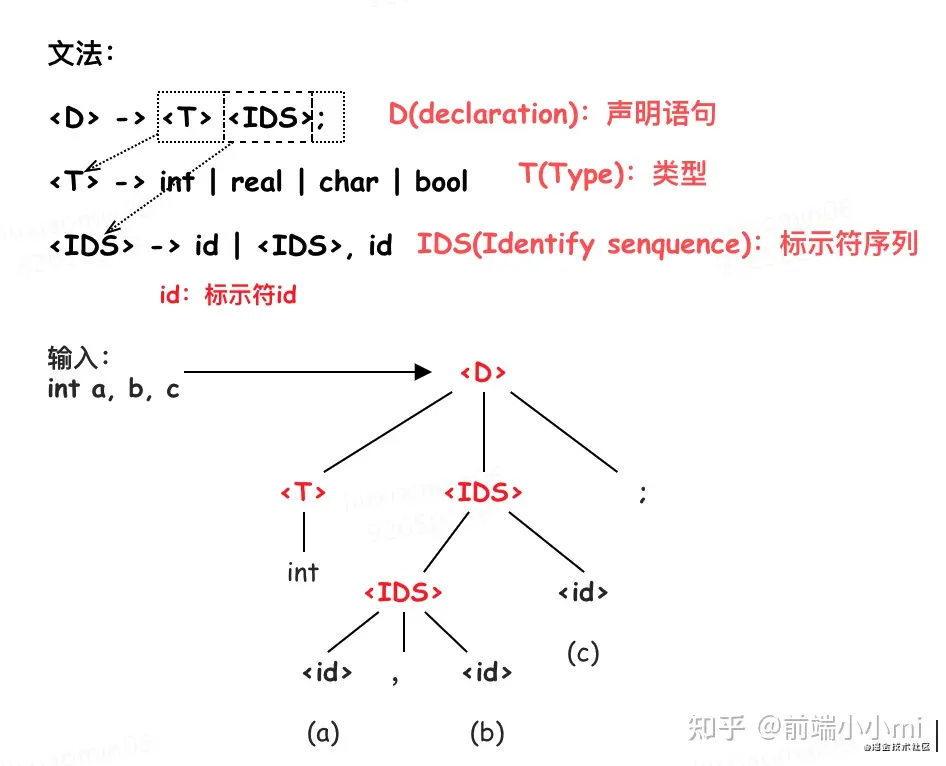 文法：
<D> -> <T> <IDS>; D(declaration)：声明语句
<T> -> int | real | char | bool T(Type)：类型
<IDS> -> id | <IDS>, id IDS(Identify senquence)：标示符序列
id：标示符id
输入：
int a, b, c
<D>
<T> <IDS> ;
int
<IDS> <id>
(c)
<id> , <id>
(a) (b)
知乎 @前端小小mi
@掘金技术社区